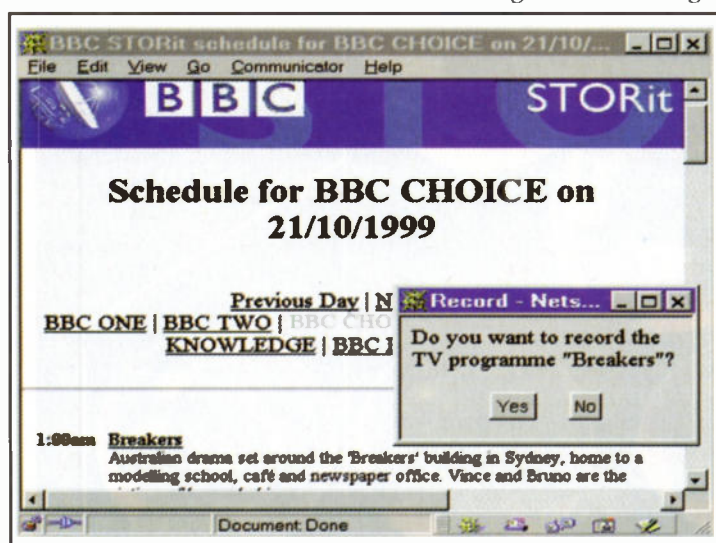 BBC STORit schedule for BBC CHOICE on 21/10/...
File Edit View Go Communicator Help
BBC STORit
Schedule for BBC CHOICE on
21/10/1999
Previous Day | N
BBC ONE | BBC TWO | BBC CHO
KNOWLEDGE | BBC
Record - Nets...
Do you want to record the
TV programme "Breakers"?
Yes No
1:00am Breakers
Australian drama set around the 'Breakers' building in Sydney, home to a
modelling school, café and newspaper office. Vince and Bruno are the
Document: Done